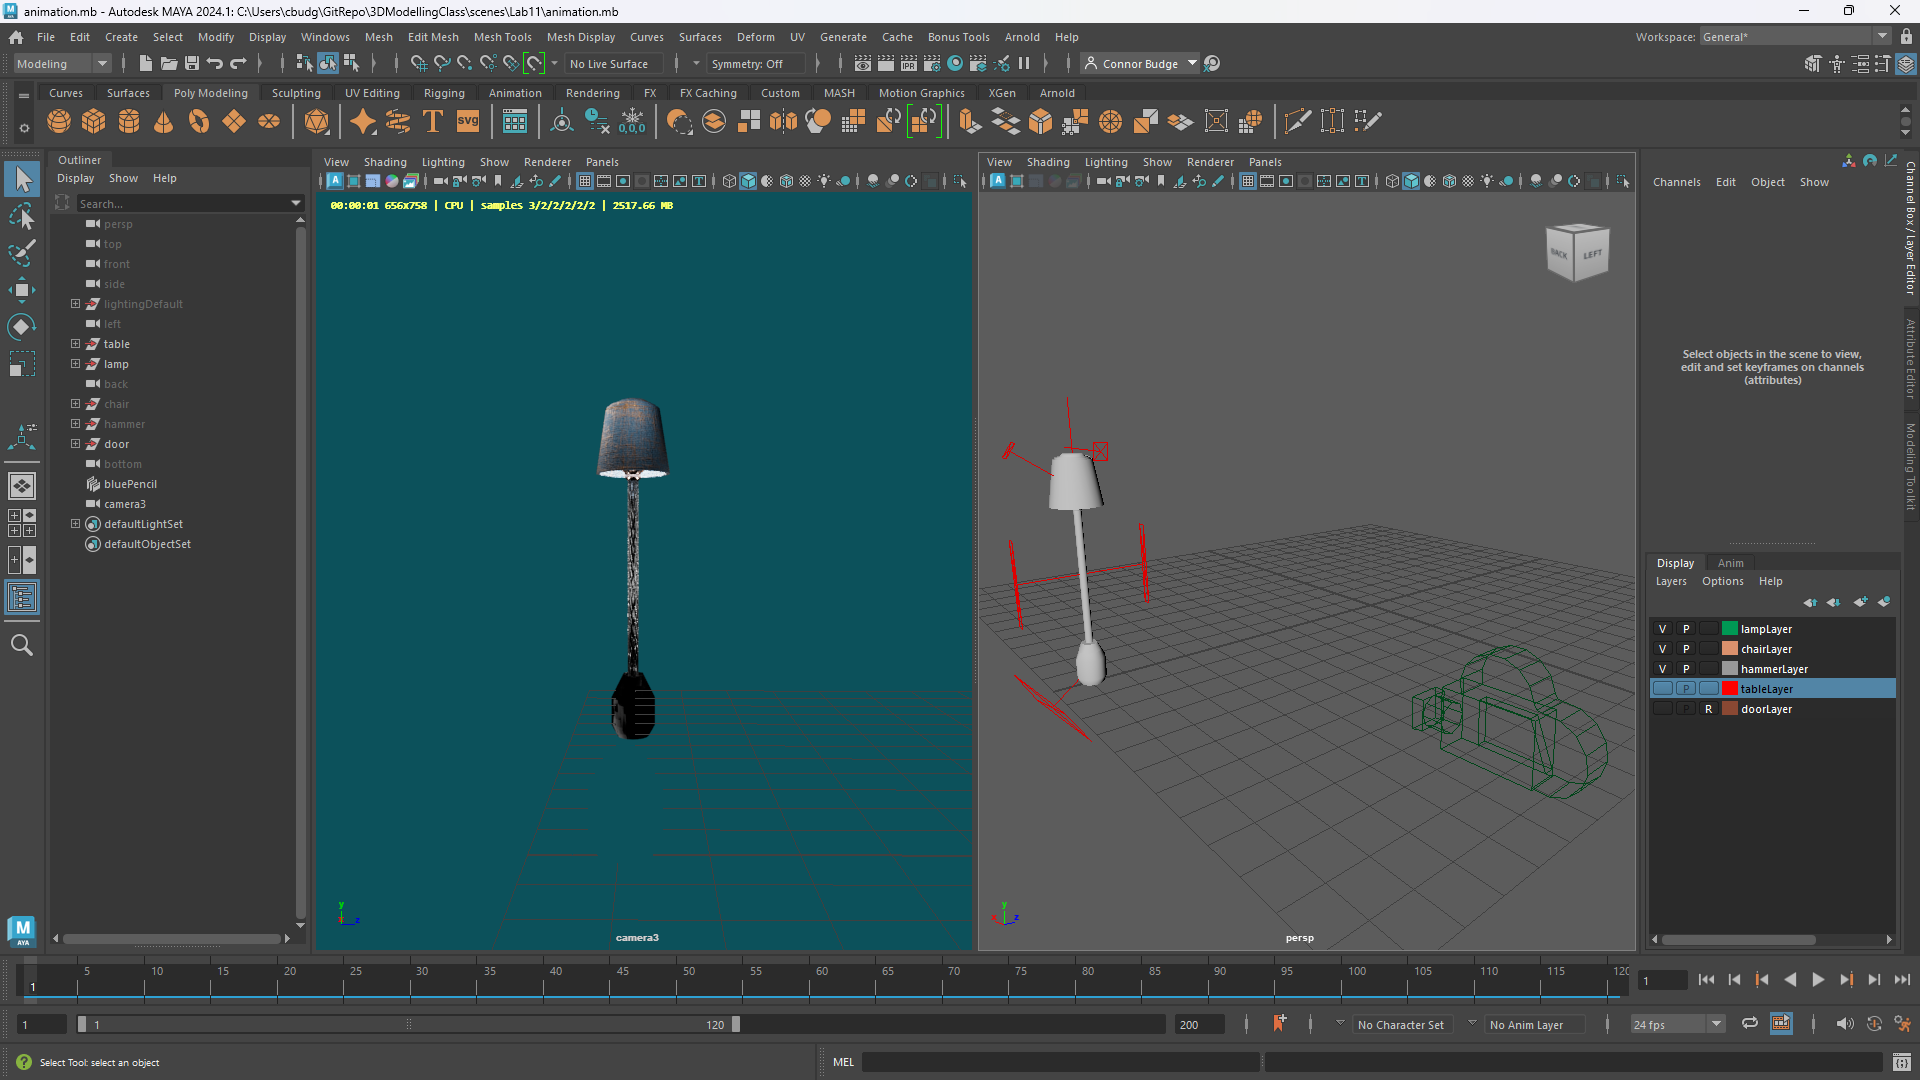 animation.mb - Autodesk MAYA 2024.1: C:\Users\cbudg\GitRepo\3DModellingClass\scenes\Lab11\animation.mb
File Edit Create Select Modify Display Windows Mesh Edit Mesh Mesh Tools Mesh Display Curves Surfaces Deform UV Generate Cache Bonus Tools Arnold Help Workspace: General*
Modeling No Live Surface Symmetry: Off IPR Connor Budge
Curves Surfaces Poly Modeling Sculpting UV Editing Rigging Animation Rendering FX FX Caching Custom MASH Motion Graphics XGen Arnold
T svg 0,0,0
Outliner
Display Show Help
Search...
persp
top
front
side
lightingDefault
left
table
lamp
back
chair
hammer
door
bottom
bluePencil
camera3
defaultLightSet
defaultObjectSet
View Shading Lighting Show Renderer Panels
00:00:01 656x758 | CPU | samples 3/2/2/2/2/2 | 2517.66 MB
y
z
camera3
View Shading Lighting Show Renderer Panels
BACK LEFT
y
x z
persp
Channels Edit Object Show
Select objects in the scene to view,
edit and set keyframes on channels
(attributes)
Channel Box / Layer Editor
Attribute Editor
Modeling Toolkit
Display Anim
Layers Options Help
V P lampLayer
V P chairLayer
V P hammerLayer
P tableLayer
P R doorLayer
M
AYA
5 10 15 20 25 30 35 40 45 50 55 60 65 70 75 80 85 90 95 100 105 110 115 120
1 1
1 1 120 200 No Character Set No Anim Layer 24 fps
Select Tool: select an object MEL